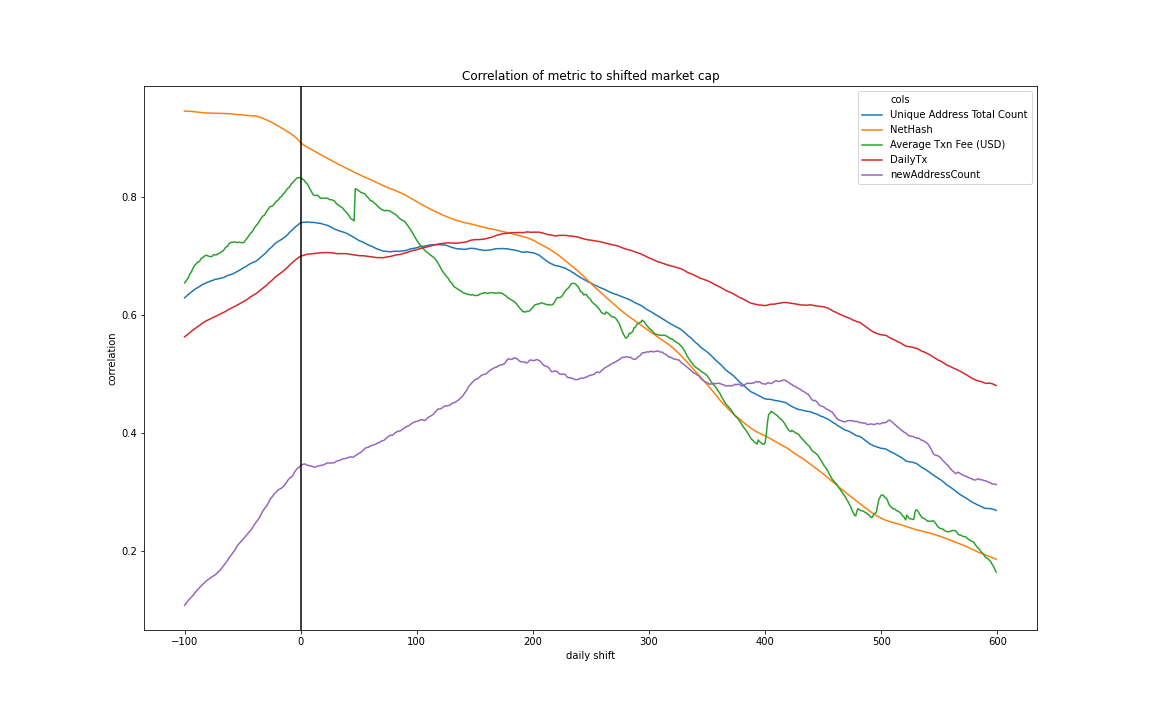 Correlation of metric to shifted market cap
cols
Unique Address Total Count
NetHash
Average Txn Fee (USD)
DailyTx
newAddressCount
correlation
0.8
0.6
0.4
0.2
−100 0 100 200 300 400 500 600
daily shift